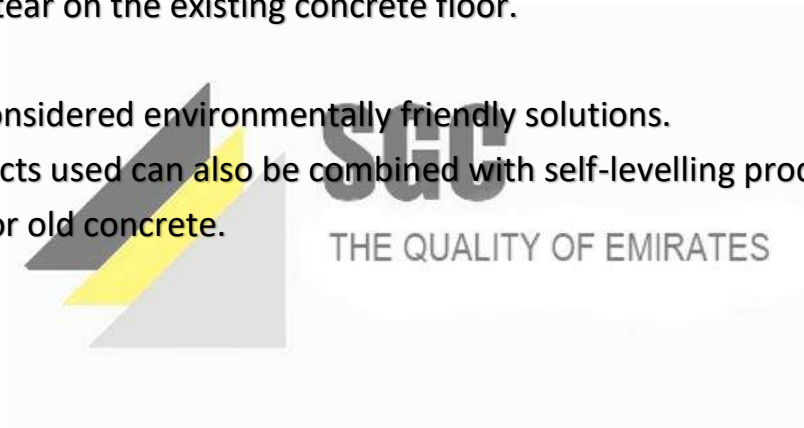 tear on the existing concrete floor.
onsidered environmentally friendly solutions.
cts used can also be combined with self-levelling proc
or old concrete.
SGC
THE QUALITY OF EMIRATES